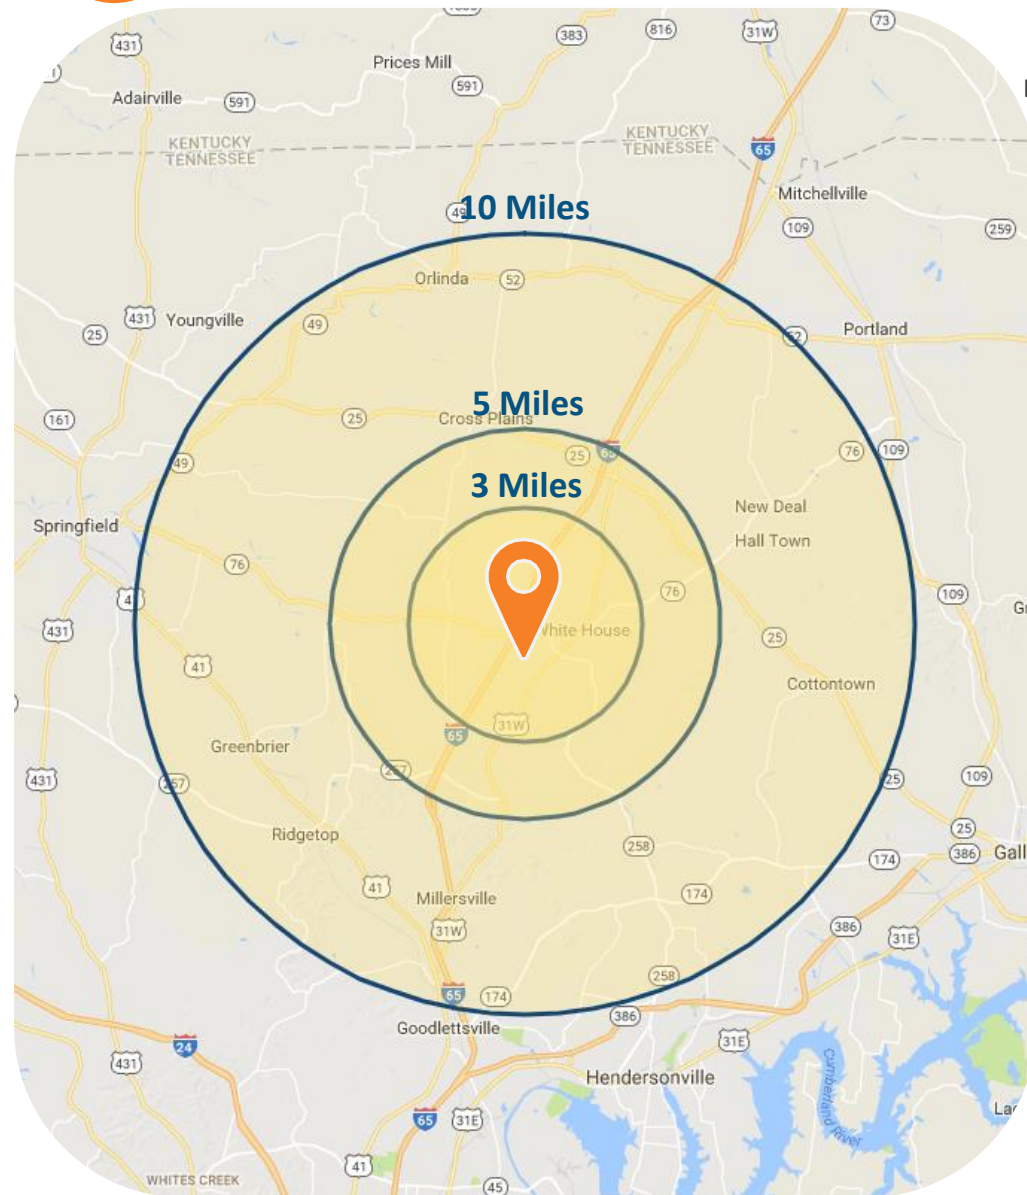 431
383
816
31W
73
Prices Mill
591
Adairville
591
KENTUCKY
TENNESSEE
KENTUCKY
TENNESSEE
65
Mitchellville
10 Miles
49
109
259
Orlinda
52
431
Youngville
49
25
52
Portland
5 Miles
161
25
Cross Plains
49
25
65
76
109
3 Miles
New Deal
Springfield
Hall Town
76
76
109
41
431
White House
25
41
Cottontown
31W
65
Greenbrier
431
257
257
25
109
Ridgetop
25
258
174
386
Gall
41
Millersville
174
31W
386
31E
65
174
258
Goodlettsville
386
24
31E
431
Hendersonville
Cumberland
River
65
31E
Lac
41
WHITES CREEK
45